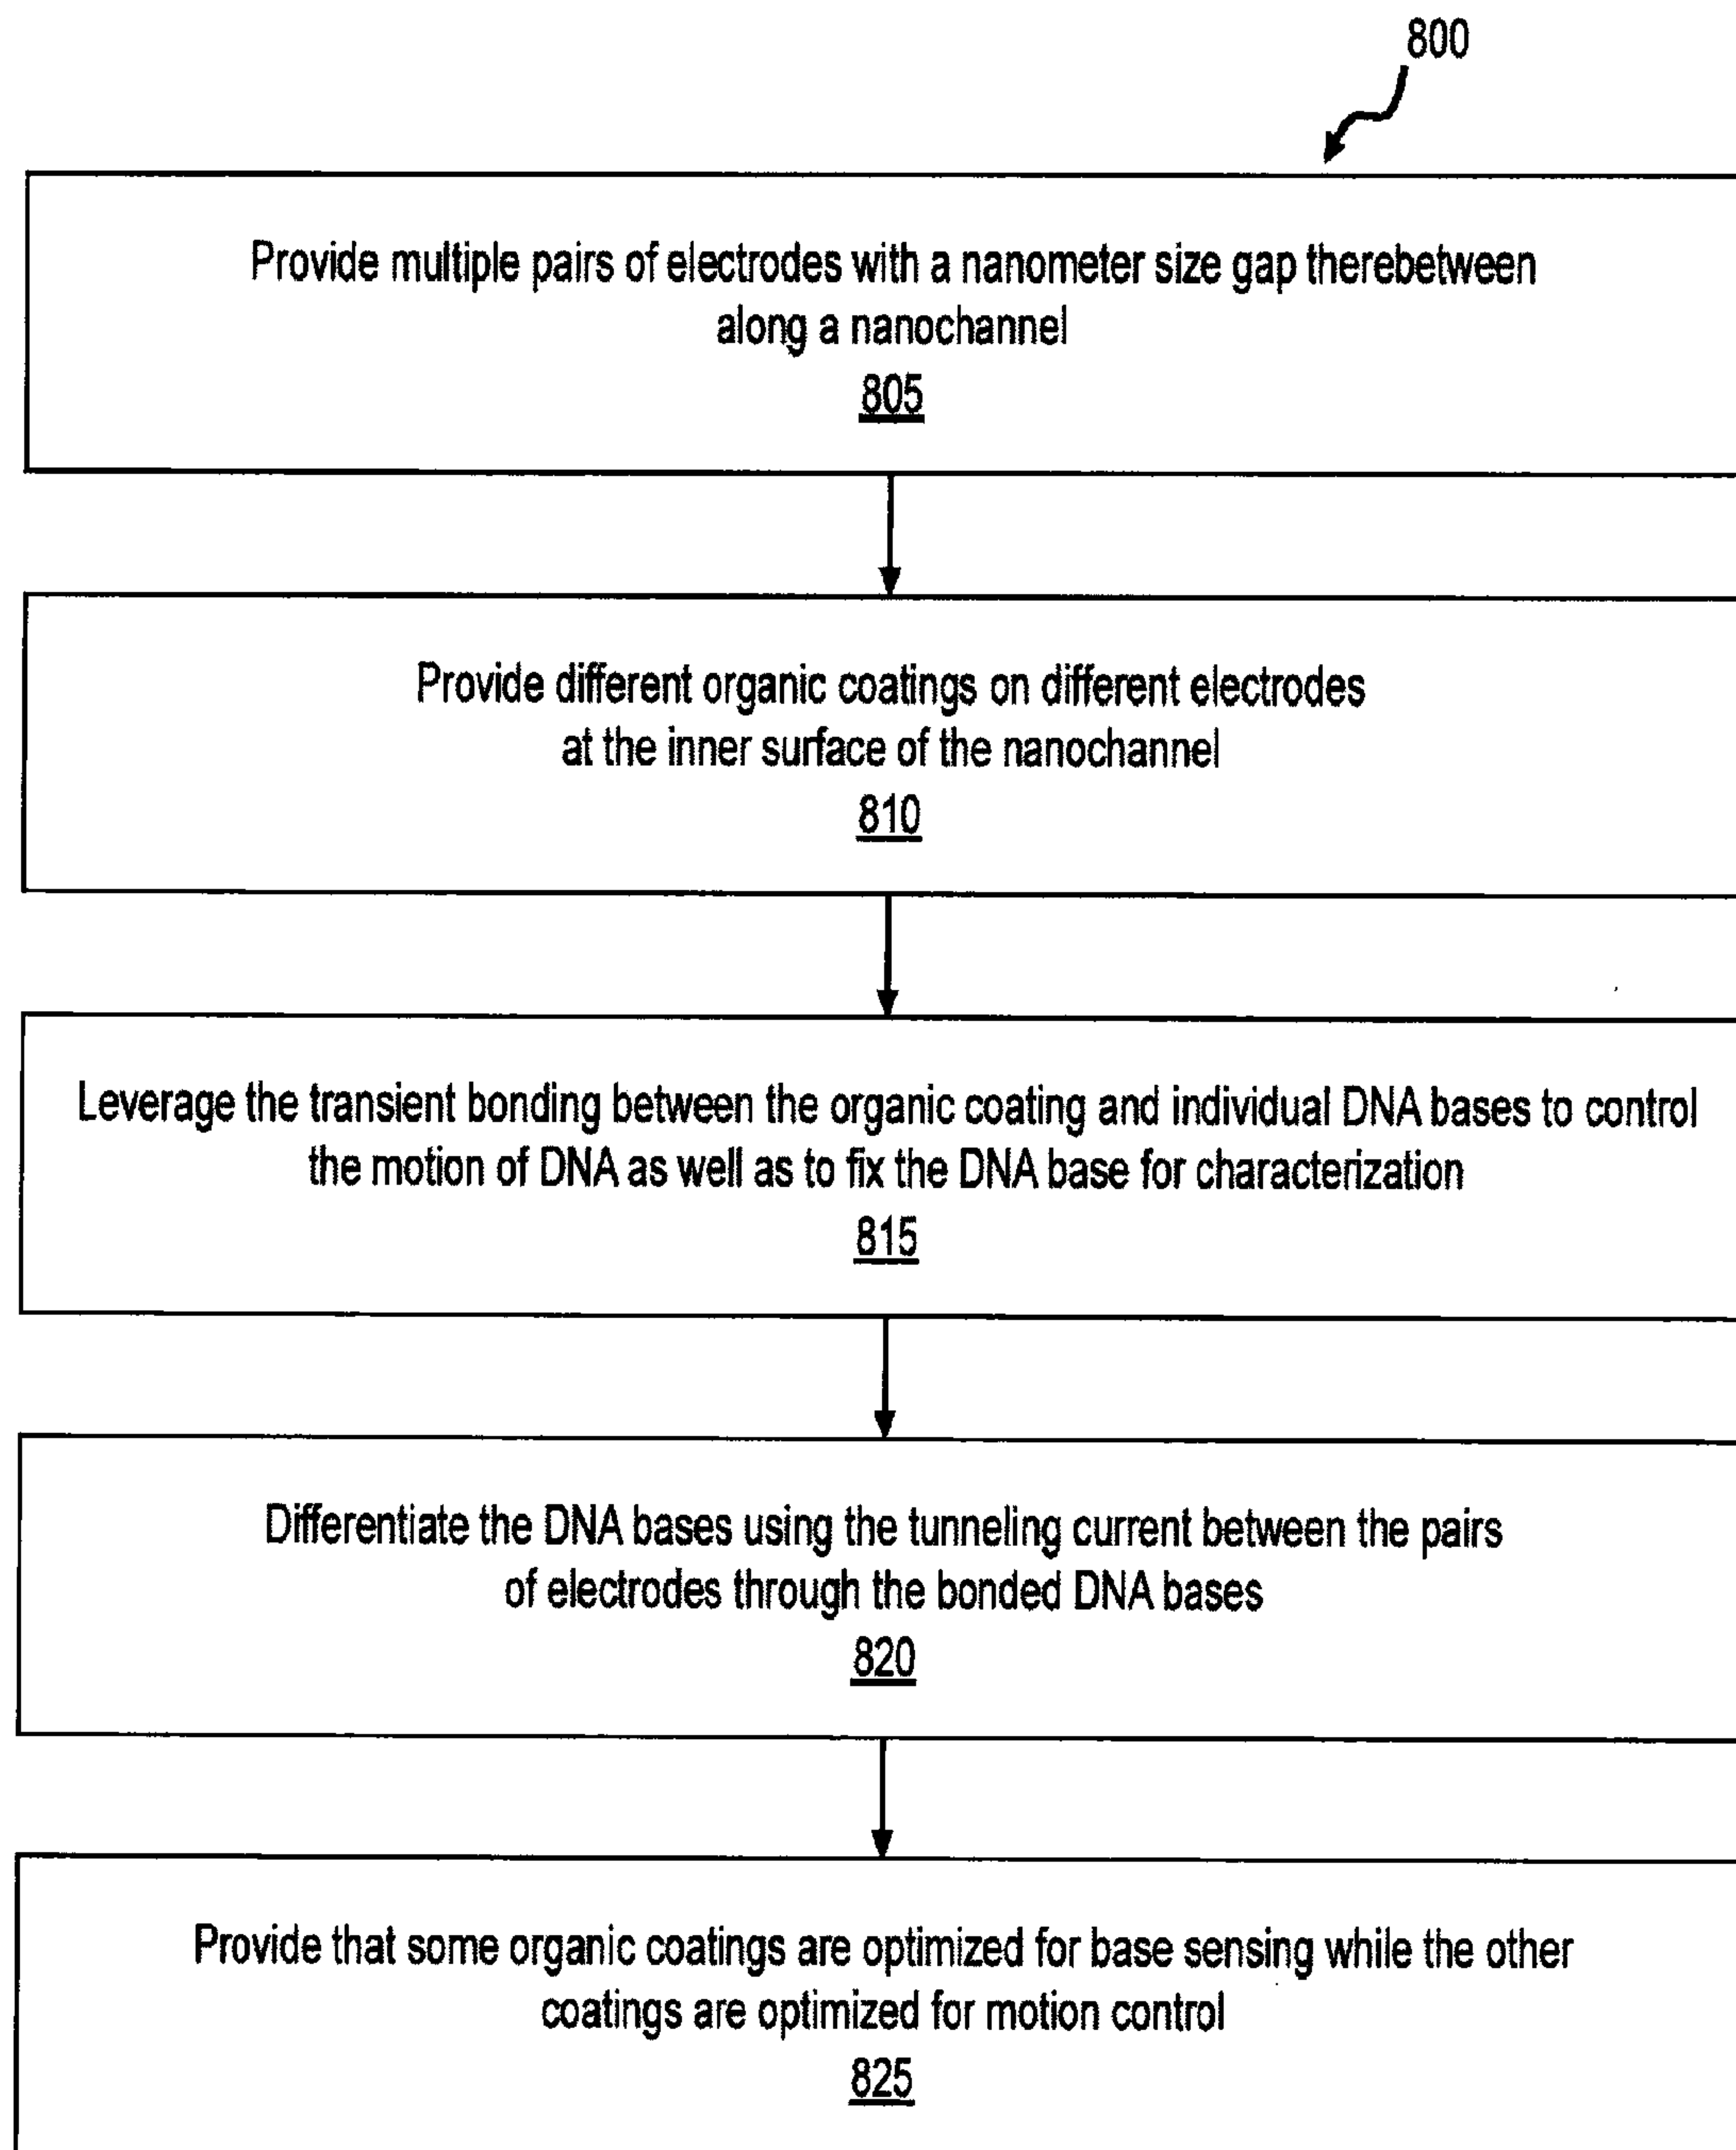 800
Provide multiple pairs of electrodes with a nanometer size gap therebetween
along a nanochannel
805
Provide different organic coatings on different electrodes
at the inner surface of the nanochannel
810
Leverage the transient bonding between the organic coating and individual DNA bases to control
the motion of DNA as well as to fix the DNA base for characterization
815
Differentiate the DNA bases using the tunneling current between the pairs
of electrodes through the bonded DNA bases
820
Provide that some organic coatings are optimized for base sensing while the other
coatings are optimized for motion control
825